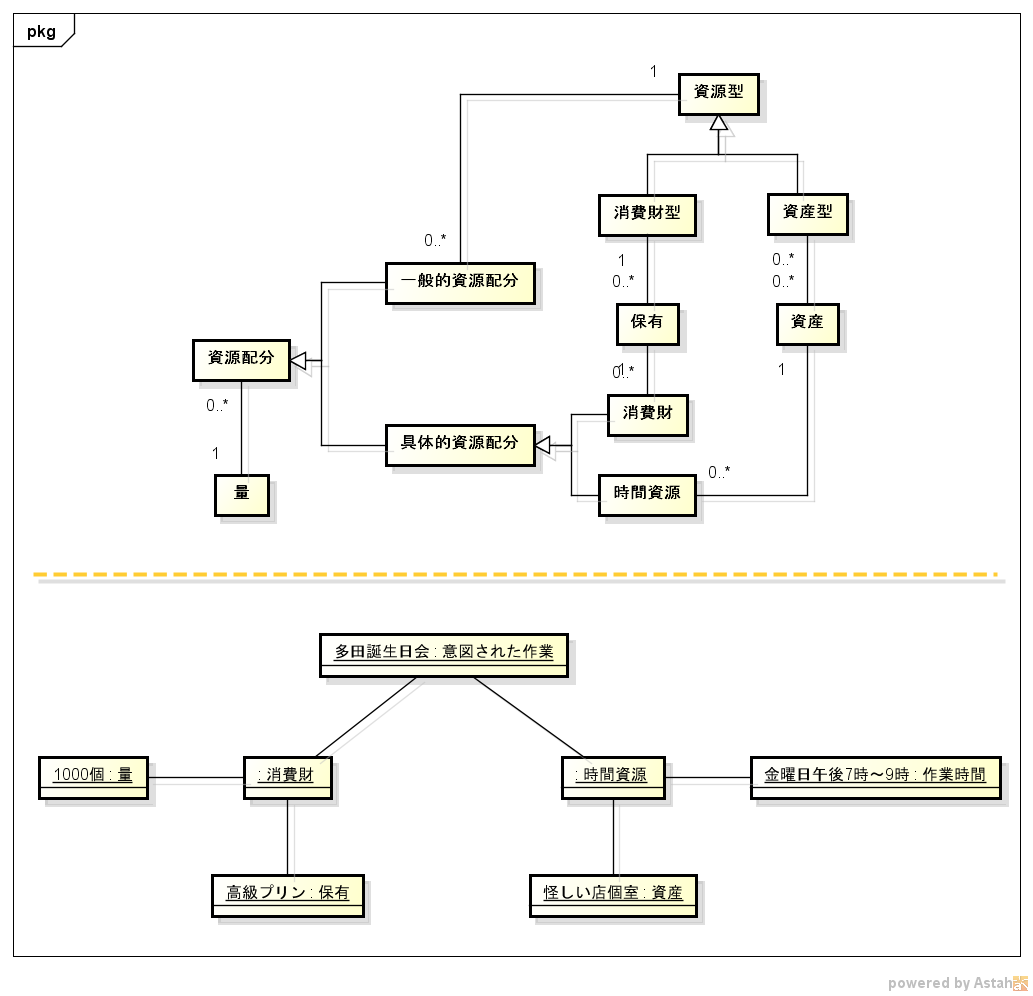 pkg
1
資源型
消費財型
資産型
0..*
一般的資源配分
1
0..*
0..*
0..*
保有
資産
資源配分
1
0..*
1
0..*
消費財
具体的資源配分
1
0..*
量
時間資源
多田誕生日会 : 意図された作業
1000個 : 量
: 消費財
: 時間資源
金曜日午後7時～9時 : 作業時間
高級プリン : 保有
怪しい店個室 : 資産
powered by Astah